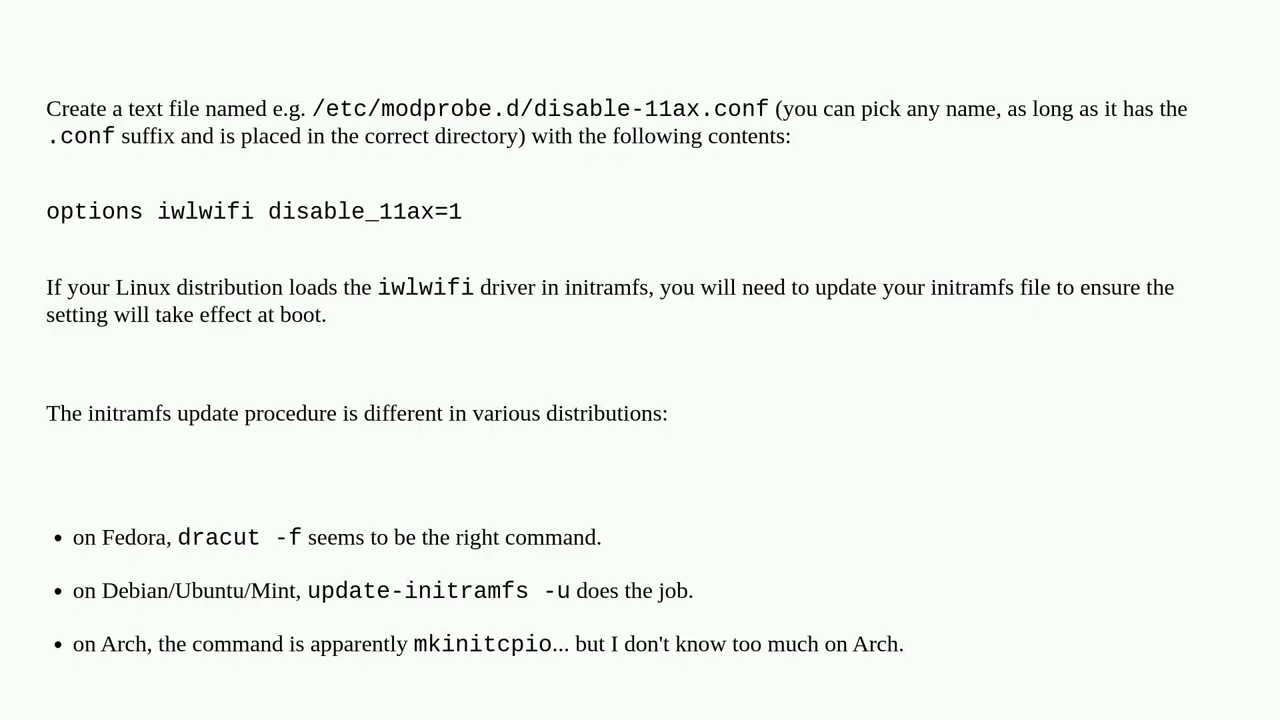 Create a text file named e.g. /etc/modprobe.d/disable-11ax.conf (you can pick any name, as long as it has the
.conf suffix and is placed in the correct directory) with the following contents:
options iwlwifi disable_11ax=1
If your Linux distribution loads the iwlwifi driver in initramfs, you will need to update your initramfs file to ensure the
setting will take effect at boot.
The initramfs update procedure is different in various distributions:
• on Fedora, dracut -f seems to be the right command.
• on Debian/Ubuntu/Mint, update-initramfs -u does the job.
• on Arch, the command is apparently mkinitcpio... but I don't know too much on Arch.